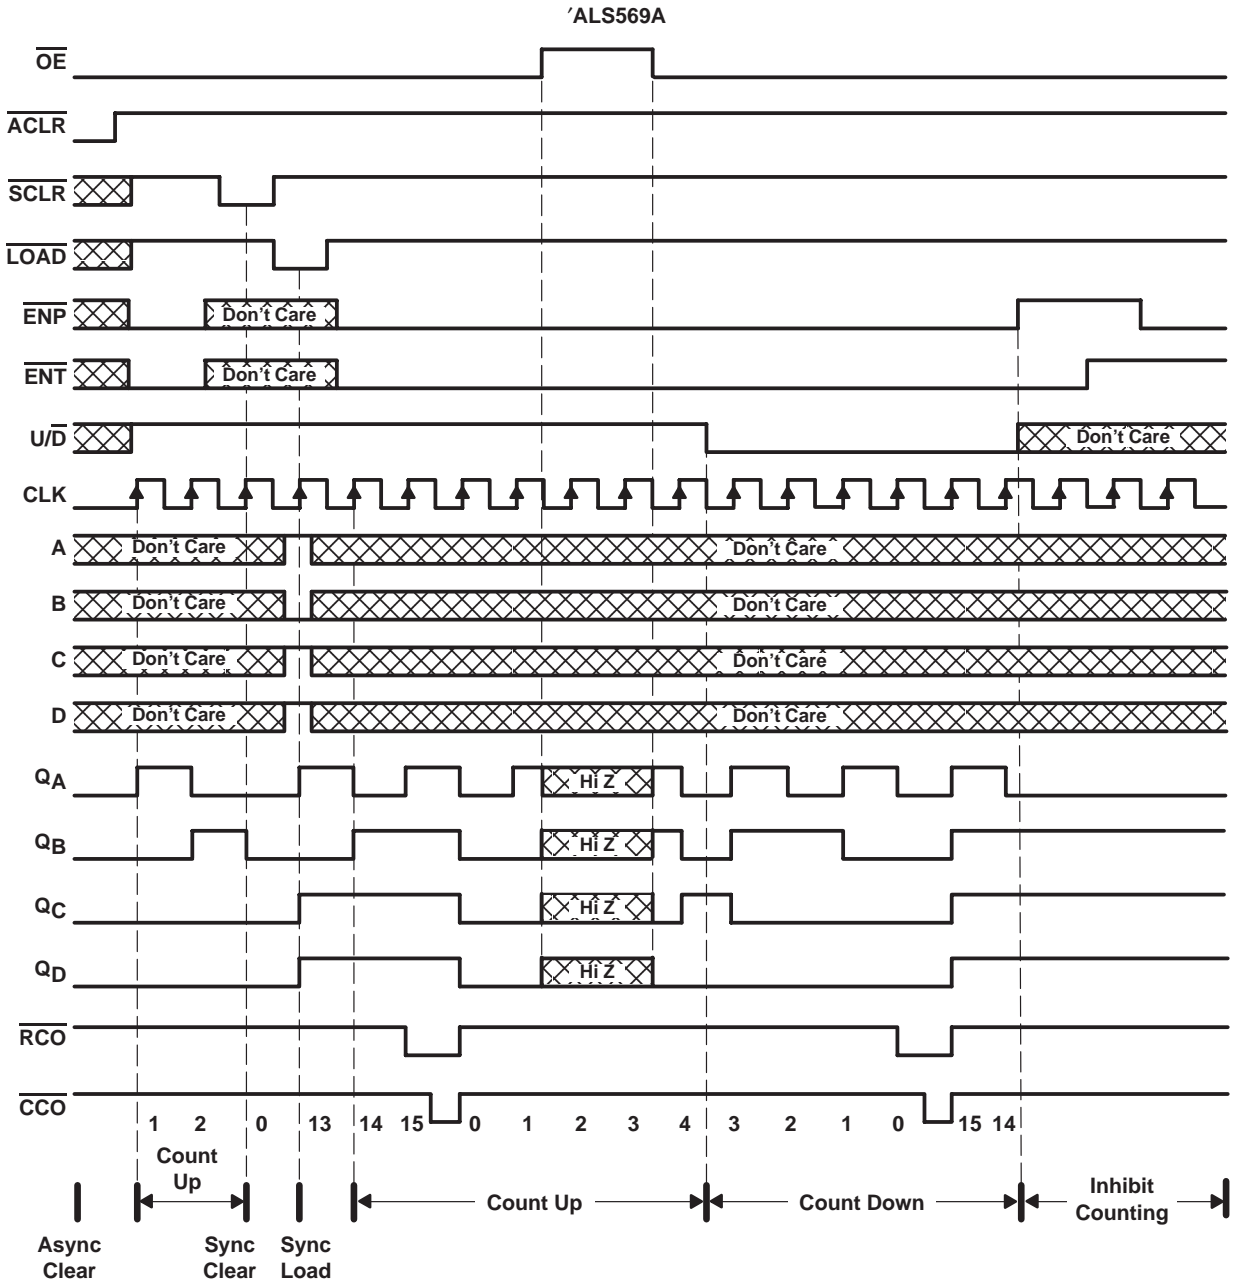 ′ALS569A
OE
ACLR
SCLR
LOAD
ENP Don't Care
ENT Don't Care
U/D Don't Care
CLK
A Don't Care Don't Care
B Don't Care Don't Care
C Don't Care Don't Care
D Don't Care Don't Care
QA Hi Z
QB Hi Z
QC Hi Z
QD Hi Z
RCO
CCO
1 2 0 13 14 15 0 1 2 3 4 3 2 1 0 15 14
Count
Up
Count Up
Count Down
Inhibit
Counting
Async
Clear
Sync
Clear
Sync
Load